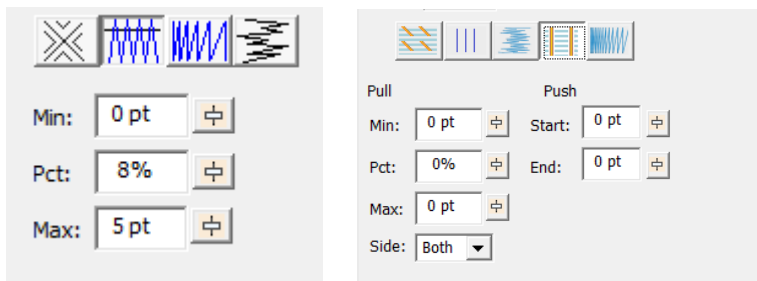 Min: 0 pt
Pct: 8%
Max: 5 pt
Pull Push
Min: 0 pt Start: 0 pt
Pct: 0% End: 0 pt
Max: 0 pt
Side: Both